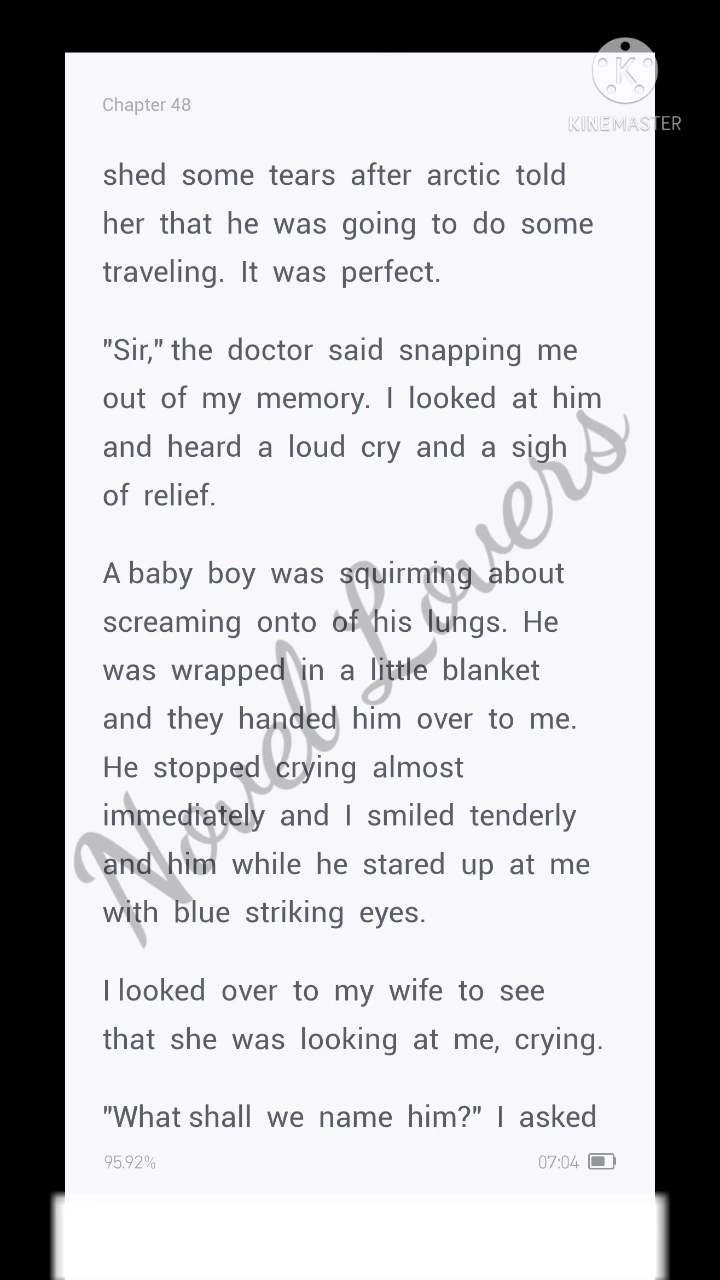 Chapter 48
K
KINEMASTER
shed some tears after arctic told
her that he was going to do some
traveling. It was perfect.
"Sir," the doctor said snapping me
out of my memory. I looked at him
and heard a loud cry and a sigh
of relief.
A baby boy was squirming about
screaming onto of his lungs. He
was wrapped in a little blanket
and they handed him over to me.
He stopped crying almost
immediately and I smiled tenderly
and him while he stared up at me
with blue striking eyes.
I looked over to my wife to see
that she was looking at me, crying.
"What shall we name him?" I asked
Novel Lovers
95.92%
07:04